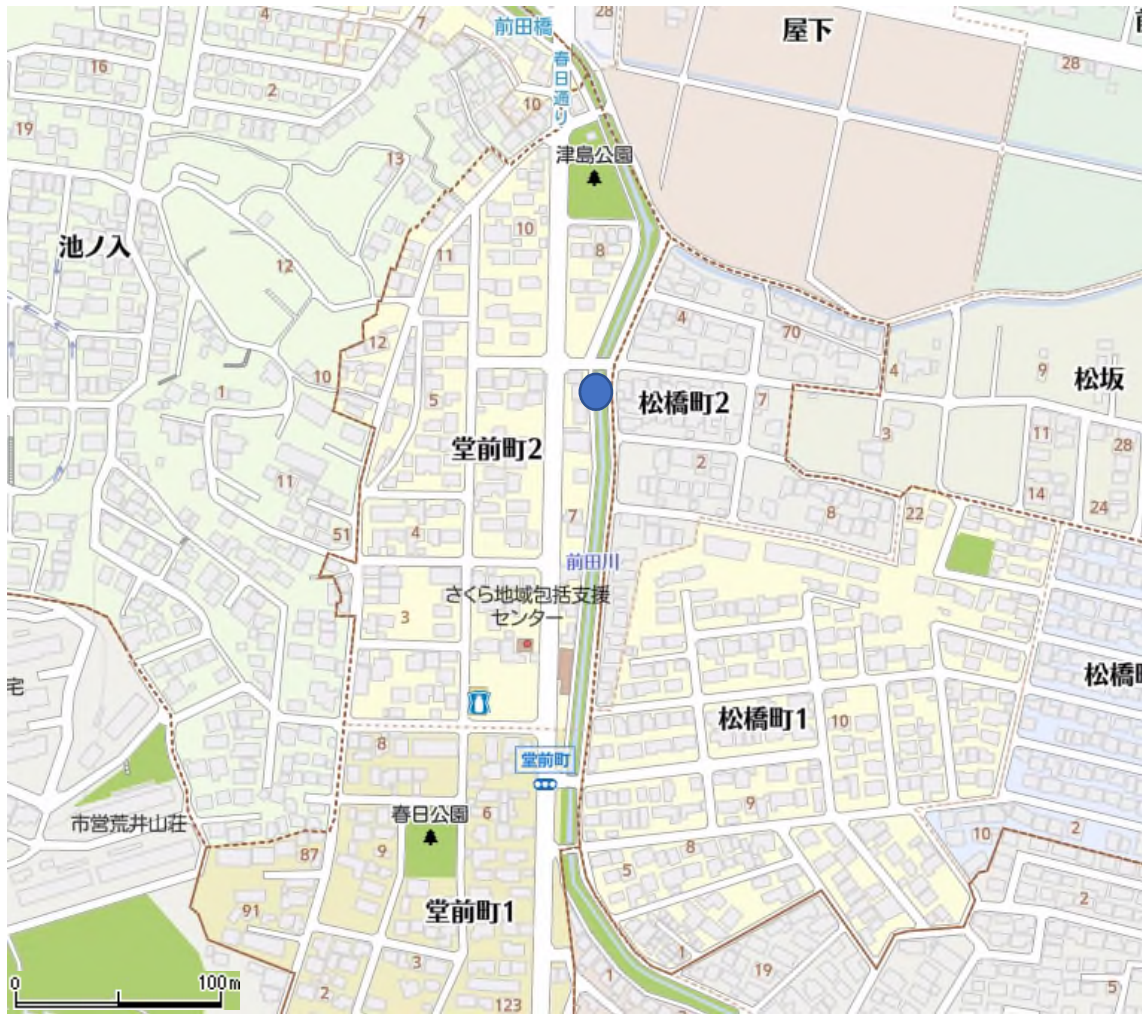 28
屋下
前田橋
4
7
春日通り
28
16
2
10
19
津島公園
13
10
池ノ入
11
8
12
4
70
12
10
4
9
1
5
松橋町2
7
松坂
堂前町2
3
11
28
2
11
14
24
8
22
51
4
7
前田川
さくら地域包括支援
センター
3
宅
松橋町
松橋町1
10
8
堂前町
春日公園
6
9
市営荒井山荘
10
2
87
9
5
8
91
堂前町1
2
1
3
19
0
100m
2
123
1
5